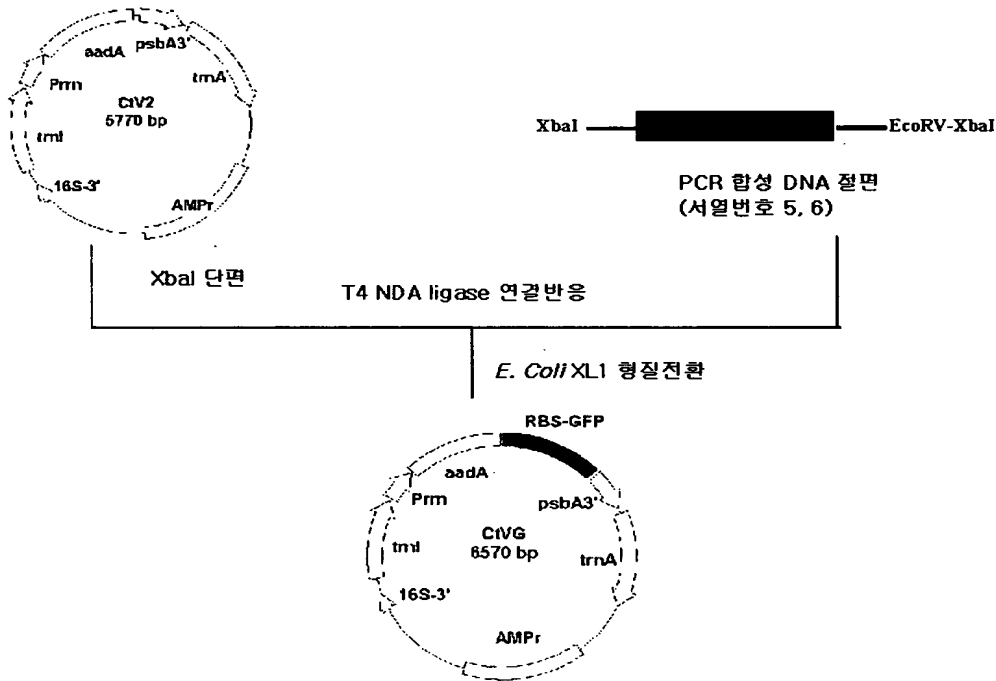 psbA3'
aadA
trnA
Prrn
CtV2
5770 bp
trnI
16S-3'
AMPr
XbaI
EcoRV-XbaI
PCR 합성 DNA 절편
(서열번호 5, 6)
XbaI 단편
T4 NDA ligase 연결반응
E. Coli XL1 형질전환
RBS-GFP
aadA
Prrn
psbA3'
CtVG
6570 bp
trnI
trnA
16S-3'
AMPr